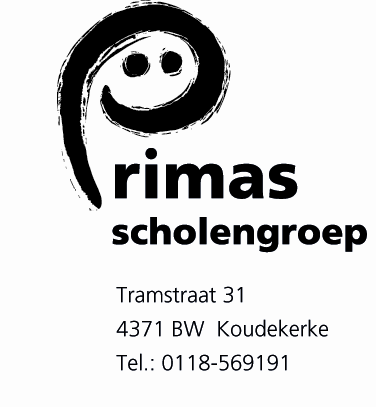 Primas
scholengroep
Tramstraat 31
4371 BW Koudekerke
Tel.: 0118-569191